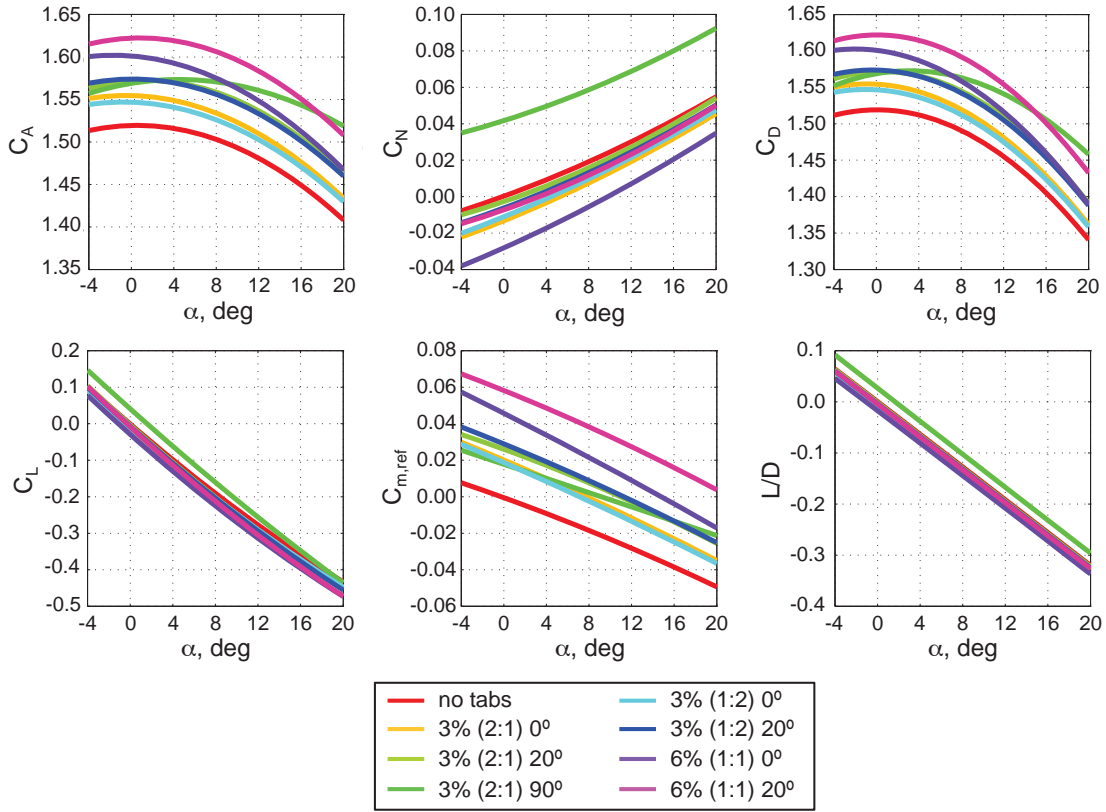 1.65
1.60
1.55
1.50
1.45
1.40
1.35
C_A
-4 0 4 8 12 16 20
α, deg
0.10
0.08
0.06
0.04
0.02
0.00
-0.02
-0.04
C_N
-4 0 4 8 12 16 20
α, deg
1.65
1.60
1.55
1.50
1.45
1.40
1.35
1.30
C_D
-4 0 4 8 12 16 20
α, deg
0.2
0.1
0.0
-0.1
-0.2
-0.3
-0.4
-0.5
C_L
-4 0 4 8 12 16 20
α, deg
0.08
0.06
0.04
0.02
0.00
-0.02
-0.04
-0.06
C_m,ref
-4 0 4 8 12 16 20
α, deg
0.1
0.0
-0.1
-0.2
-0.3
-0.4
L/D
-4 0 4 8 12 16 20
α, deg
no tabs
3% (2:1) 0º
3% (2:1) 20º
3% (2:1) 90º
3% (1:2) 0º
3% (1:2) 20º
6% (1:1) 0º
6% (1:1) 20º